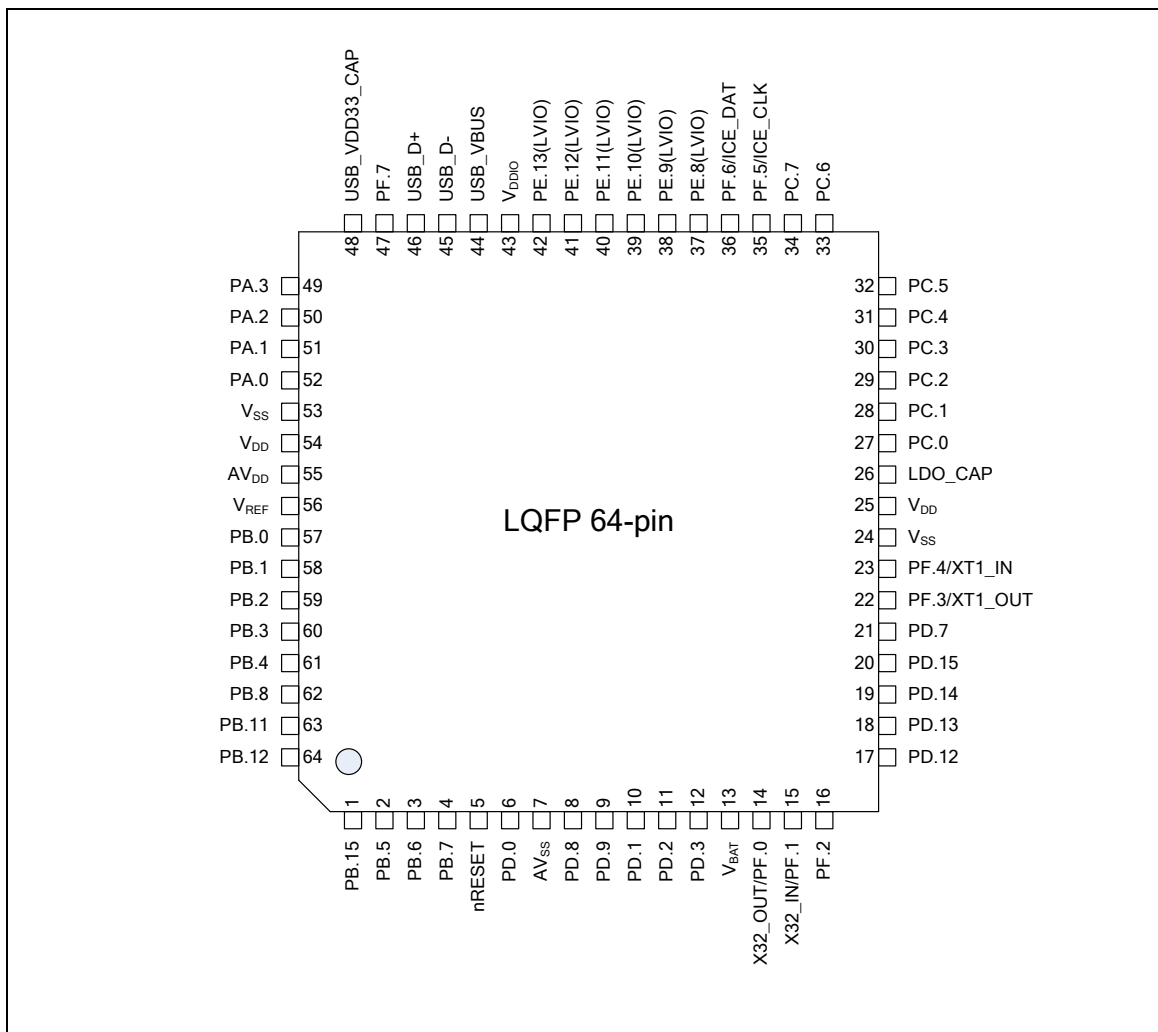 USB_VDD33_CAP
PF.7
USB_D+
USB_D-
USB_VBUS
VDDIO
PE.13(LVIO)
PE.12(LVIO)
PE.11(LVIO)
PE.10(LVIO)
PE.9(LVIO)
PE.8(LVIO)
PF.6/ICE_DAT
PF.5/ICE_CLK
PC.7
PC.6
48
47
46
45
44
43
42
41
40
39
38
37
36
35
34
33
PA.3 49
PA.2 50
PA.1 51
PA.0 52
VSS 53
VDD 54
AVDD 55
VREF 56
PB.0 57
PB.1 58
PB.2 59
PB.3 60
PB.4 61
PB.8 62
PB.11 63
PB.12 64
LQFP 64-pin
32 PC.5
31 PC.4
30 PC.3
29 PC.2
28 PC.1
27 PC.0
26 LDO_CAP
25 VDD
24 VSS
23 PF.4/XT1_IN
22 PF.3/XT1_OUT
21 PD.7
20 PD.15
19 PD.14
18 PD.13
17 PD.12
1
2
3
4
5
6
7
8
9
10
11
12
13
14
15
16
PB.15
PB.5
PB.6
PB.7
nRESET
PD.0
AVSS
PD.8
PD.9
PD.1
PD.2
PD.3
VBAT
X32_OUT/PF.0
X32_IN/PF.1
PF.2